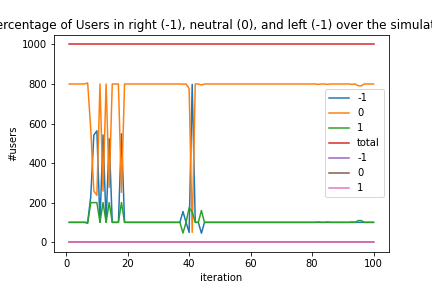 ercentage of Users in right (-1), neutral (0), and left (-1) over the simulat
1000
800
600
400
200
0
#users
-1
0
1
total
-1
0
1
0 20 40 60 80 100
iteration